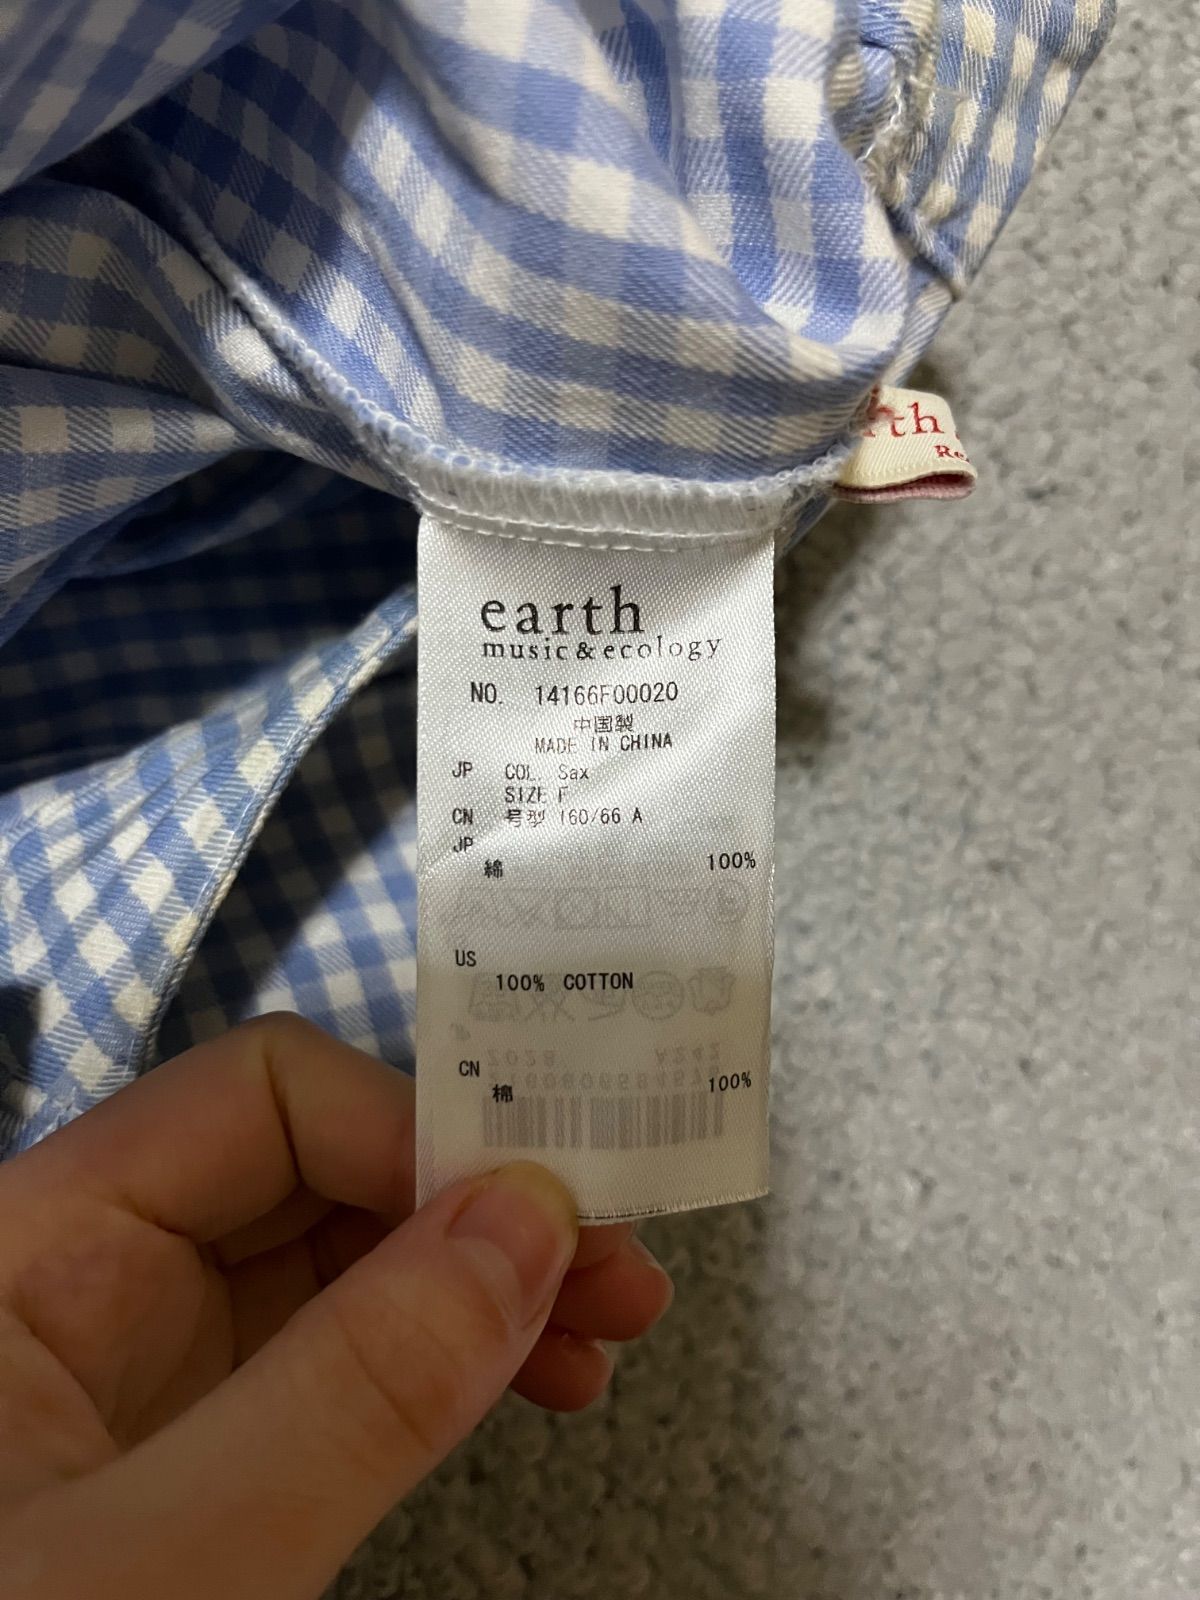 earth
music & ecology
NO. 14166F00020
中国製
MADE IN CHINA
JP COL. Sax
SIZE F
CN 号型 160/66 A
JP
綿 100%
US
100% COTTON
CN
棉 100%